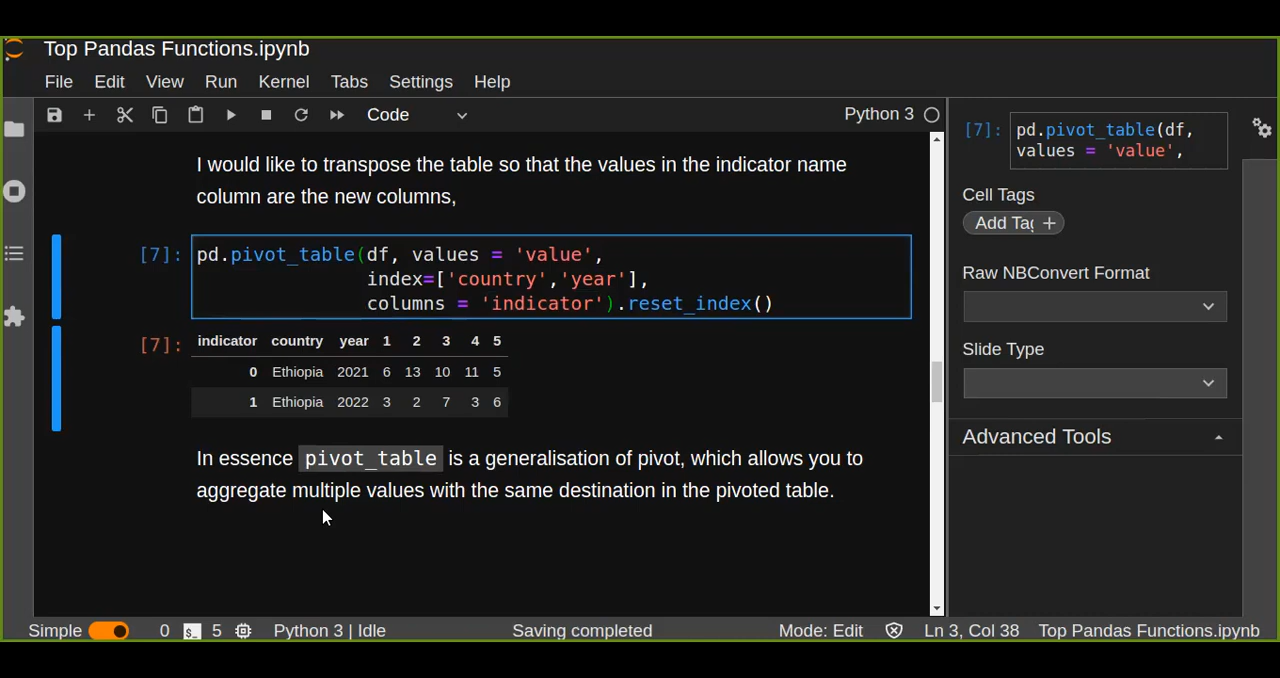 Top Pandas Functions.ipynb
File Edit View Run Kernel Tabs Settings Help
Code
Python 3
I would like to transpose the table so that the values in the indicator name
column are the new columns,
[7]: pd.pivot_table(df, values = 'value',
index=['country','year'],
columns = 'indicator').reset_index()
[7]: indicator country year 1 2 3 4 5
0 Ethiopia 2021 6 13 10 11 5
1 Ethiopia 2022 3 2 7 3 6
In essence pivot_table is a generalisation of pivot, which allows you to
aggregate multiple values with the same destination in the pivoted table.
[7]: pd.pivot_table(df,
values = 'value',
Cell Tags
Add Tag +
Raw NBConvert Format
Slide Type
Advanced Tools
Simple 0 $_ 5 Python 3 | Idle Saving completed Mode: Edit Ln 3, Col 38 Top Pandas Functions.ipynb